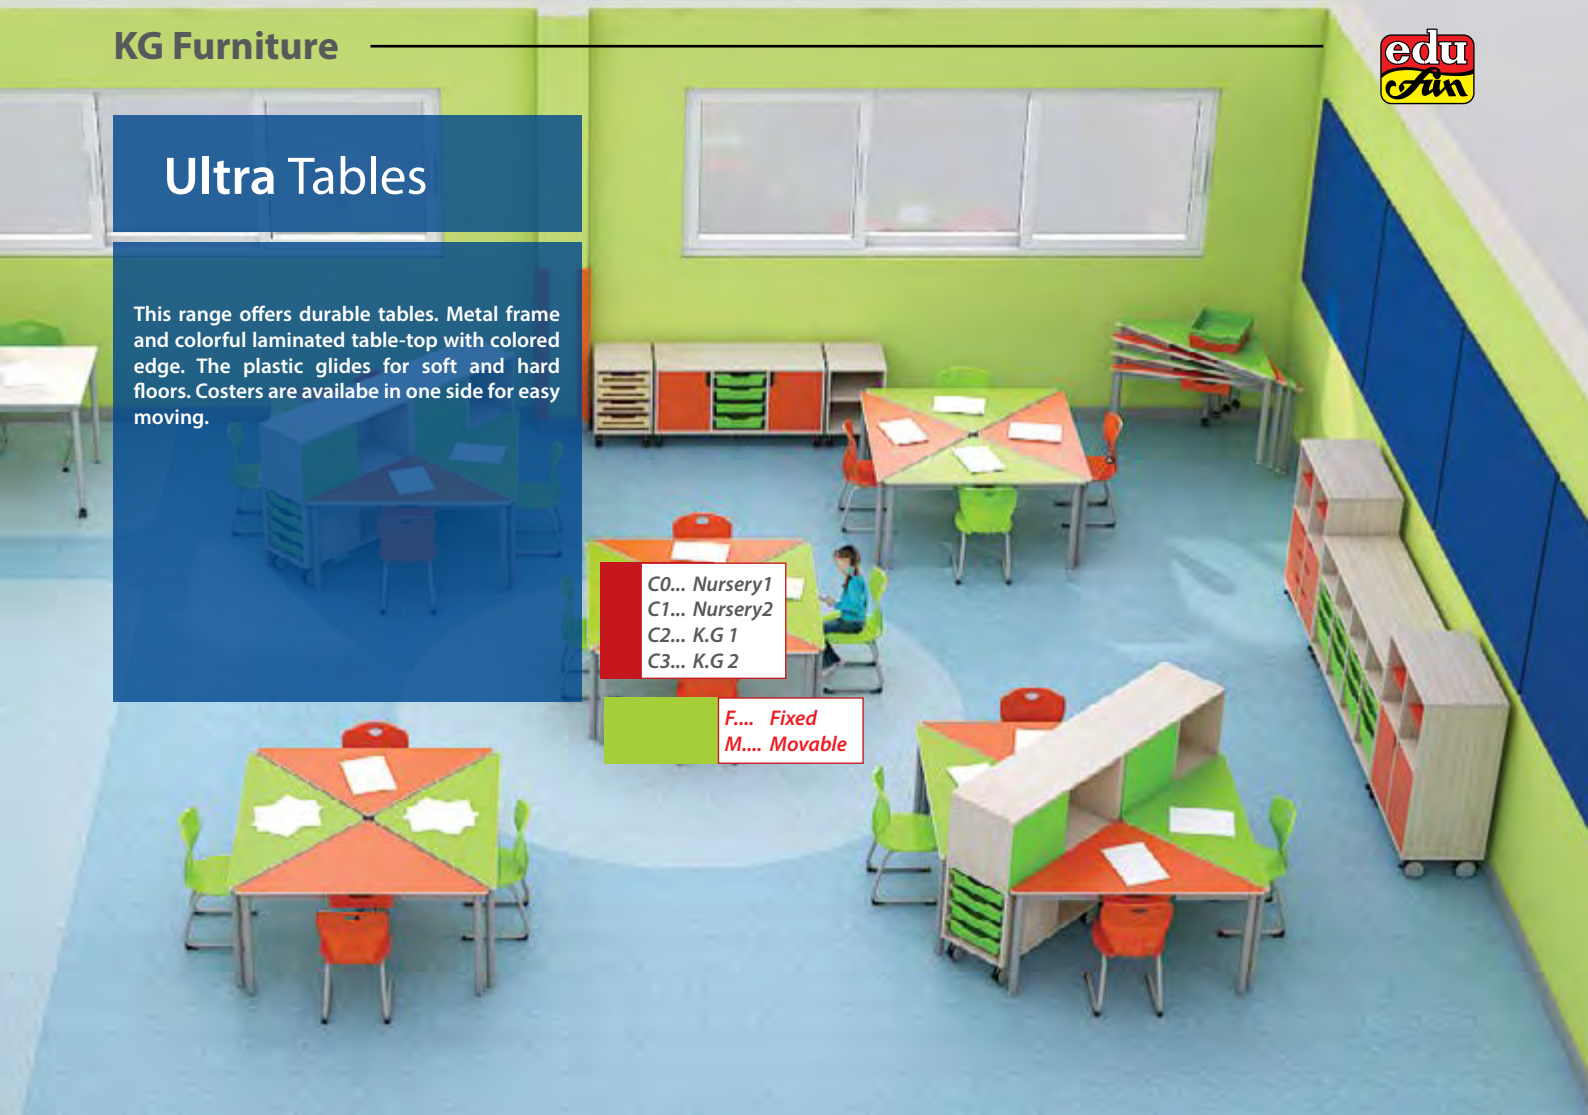 KG Furniture
edu
Fun
Ultra Tables
This range offers durable tables. Metal frame
and colorful laminated table-top with colored
edge. The plastic glides for soft and hard
floors. Costers are availabe in one side for easy
moving.
C0... Nursery1
C1... Nursery2
C2... K.G 1
C3... K.G 2
F.... Fixed
M.... Movable